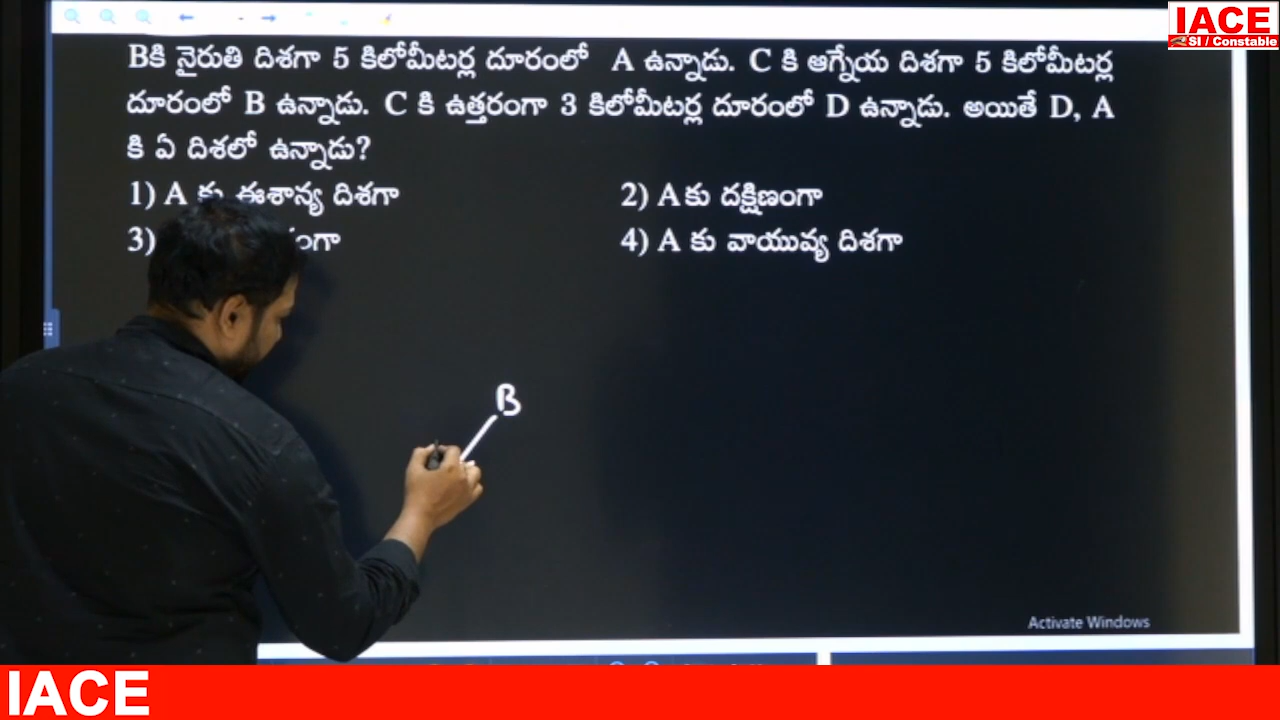 IACE
SI / Constable
Bకి నైరుతి దిశగా 5 కిలోమీటర్ల దూరంలో A ఉన్నాడు. C కి ఆగ్నేయ దిశగా 5 కిలోమీటర్ల
దూరంలో B ఉన్నాడు. C కి ఉత్తరంగా 3 కిలోమీటర్ల దూరంలో D ఉన్నాడు. అయితే D, A
కి ఏ దిశలో ఉన్నాడు?
1) A కు ఈశాన్య దిశగా 2) A కు దక్షిణంగా
3) 4) A కు వాయువ్య దిశగా
B
Activate Windows
IACE